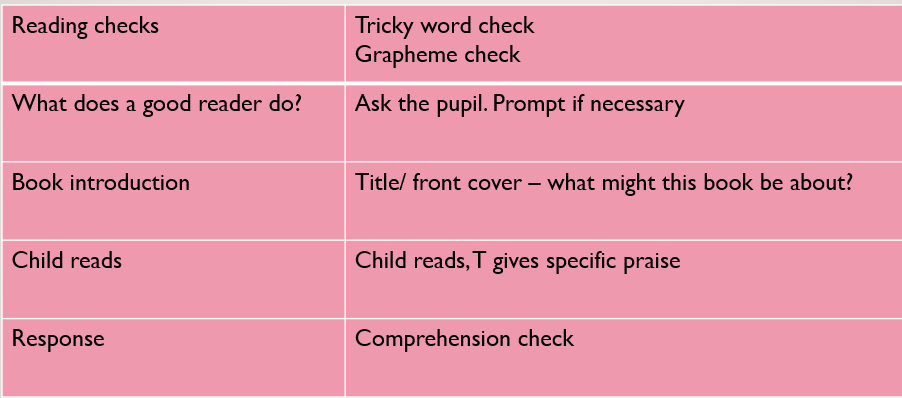 Reading checks
Tricky word check
Grapheme check
What does a good reader do?
Ask the pupil. Prompt if necessary
Book introduction
Title/ front cover – what might this book be about?
Child reads
Child reads, T gives specific praise
Response
Comprehension check